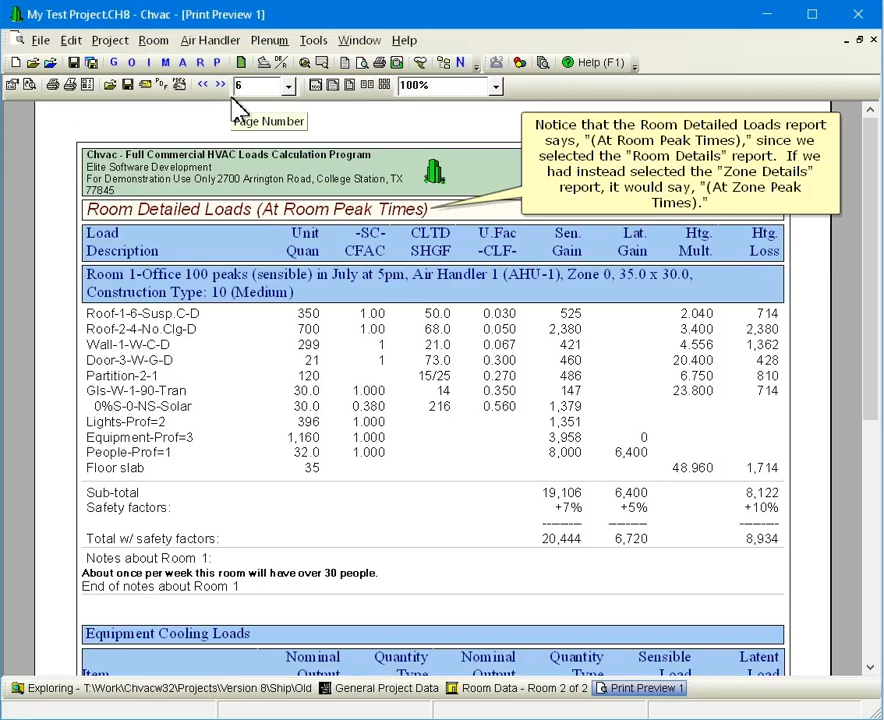 My Test Project.CH8 - Chvac - [Print Preview 1]
File Edit Project Room Air Handler Plenum Tools Window Help
G O I M A R P N Help (F1)
6 100%
Page Number
Notice that the Room Detailed Loads report
says, "(At Room Peak Times)," since we
selected the "Room Details" report. If we
had instead selected the "Zone Details"
report, it would say, "(At Zone Peak
Times)."
Chvac - Full Commercial HVAC Loads Calculation Program
Elite Software Development
For Demonstration Use Only 2700 Arrington Road, College Station, TX
77845
Room Detailed Loads (At Room Peak Times)
Load Unit -SC- CLTD U.Fac Sen. Lat. Htg. Htg.
Description Quan CFAC SHGF -CLF- Gain Gain Mult. Loss
Room 1-Office 100 peaks (sensible) in July at 5pm, Air Handler 1 (AHU-1), Zone 0, 35.0 x 30.0,
Construction Type: 10 (Medium)
Roof-1-6-Susp.C-D 350 1.00 50.0 0.030 525 2.040 714
Roof-2-4-No.Clg-D 700 1.00 68.0 0.050 2,380 3.400 2,380
Wall-1-W-C-D 299 1 21.0 0.067 421 4.556 1,362
Door-3-W-G-D 21 1 73.0 0.300 460 20.400 428
Partition-2-1 120 15/25 0.270 486 6.750 810
Gls-W-1-90-Tran 30.0 1.000 14 0.350 147 23.800 714
0%S-0-NS-Solar 30.0 0.380 216 0.560 1,379
Lights-Prof=2 396 1.000 1,351
Equipment-Prof=3 1,160 1.000 3,958 0
People-Prof=1 32.0 1.000 8,000 6,400
Floor slab 35 48.960 1,714
Sub-total 19,106 6,400 8,122
Safety factors: +7% +5% +10%
---------- ---------- ----------
Total w/ safety factors: 20,444 6,720 8,934
Notes about Room 1:
About once per week this room will have over 30 people.
End of notes about Room 1
Equipment Cooling Loads
Nominal Quantity Nominal Quantity Sensible Latent
Item Output Type Output Type Load Load
Exploring - T:\Work\Chvacw32\Projects\Version 8\Ship\Old General Project Data Room Data - Room 2 of 2 Print Preview 1